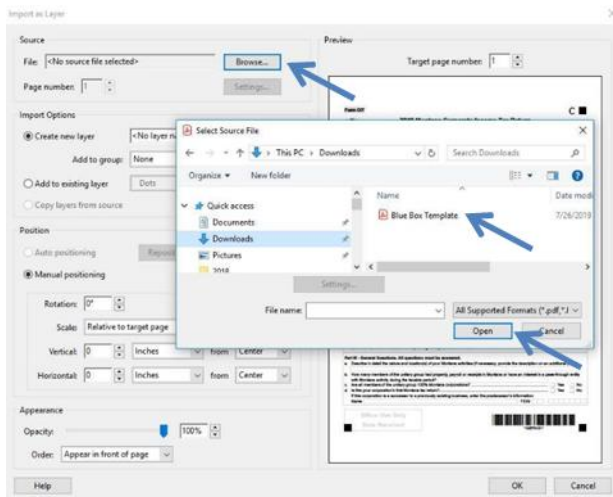 Import as Layer
Source
File: <No source file selected>
Browse...
Page number: 1
Settings...
Import Options
Create new layer
<No layer n
Add to group: None
Add to existing layer
Dots
Copy layers from source
Position
Auto positioning
Manual positioning
Rotation: 0°
Scale: Relative to target page
Vertical: 0 Inches from Center
Horizontal: 0 Inches from Center
Appearance
Opacity: 100%
Order: Appear in front of page
Help
Preview
Target page number: 1
C
Select Source File
This PC > Downloads
Search Downloads
Organize
New folder
Quick access
Documents
Downloads
Pictures
2018
Name
Date modi
Blue Box Template
7/26/2019
Settings...
File name:
All Supported Formats (*.pdf,*.l
Open
Cancel
OK
Cancel